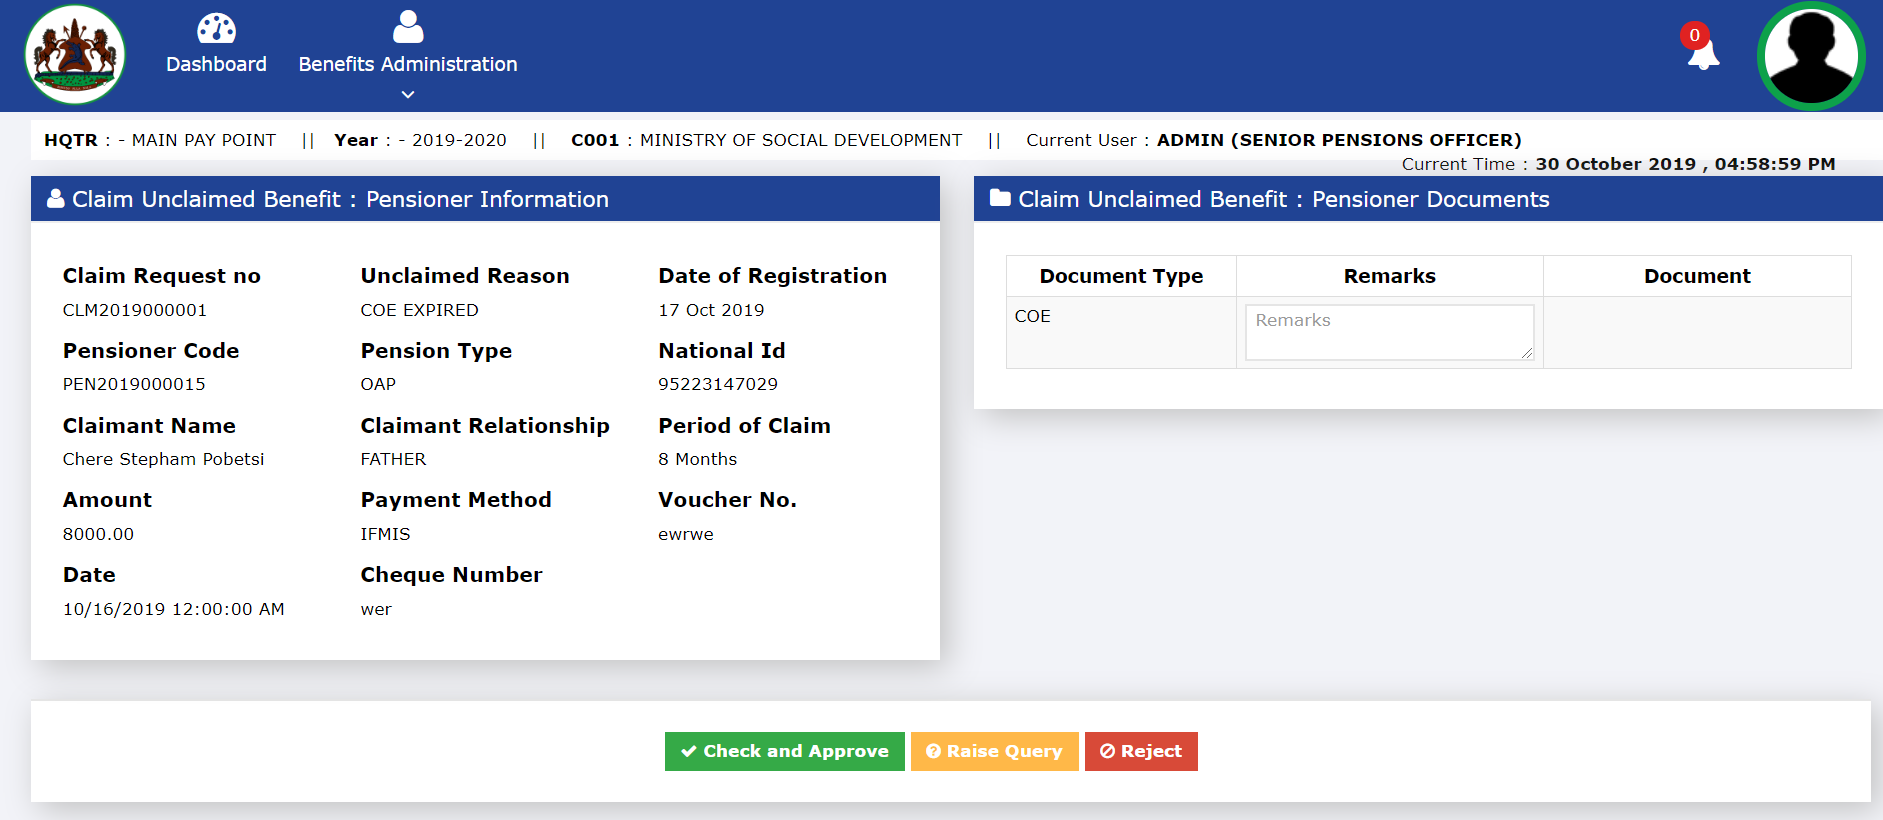 Dashboard
Benefits Administration
0
HQTR : - MAIN PAY POINT || Year : - 2019-2020 || C001 : MINISTRY OF SOCIAL DEVELOPMENT || Current User : ADMIN (SENIOR PENSIONS OFFICER)
Current Time : 30 October 2019 , 04:58:59 PM
Claim Unclaimed Benefit : Pensioner Information
Claim Request no Unclaimed Reason Date of Registration
CLM2019000001 COE EXPIRED 17 Oct 2019
Pensioner Code Pension Type National Id
PEN2019000015 OAP 95223147029
Claimant Name Claimant Relationship Period of Claim
Chere Stepham Pobetsi FATHER 8 Months
Amount Payment Method Voucher No.
8000.00 IFMIS ewrwe
Date Cheque Number
10/16/2019 12:00:00 AM wer
Claim Unclaimed Benefit : Pensioner Documents
Document Type Remarks Document
COE Remarks
Check and Approve Raise Query Reject